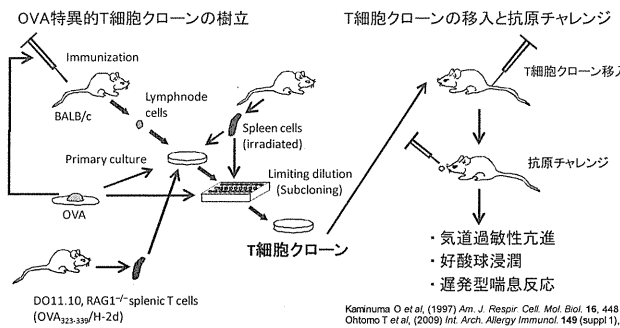 OVA特異的T細胞クローンの樹立
Immunization
BALB/c
Lymphnode
cells
Spleen cells
(irradiated)
Primary culture
OVA
Limiting dilution
(Subcloning)
T細胞クローン
DO11.10, RAG1-/- splenic T cells
(OVA323-339/H-2d)
T細胞クローンの移入と抗原チャレンジ
T細胞クローン移入
抗原チャレンジ
・気道過敏性亢進
・好酸球浸潤
・遅発型喘息反応
Kaminuma O et al, (1997) Am. J. Respir. Cell. Mol. Biol. 16, 448
Ohtomo T et al, (2009) Int. Arch. Allergy Immunol. 149 (suppl 1),